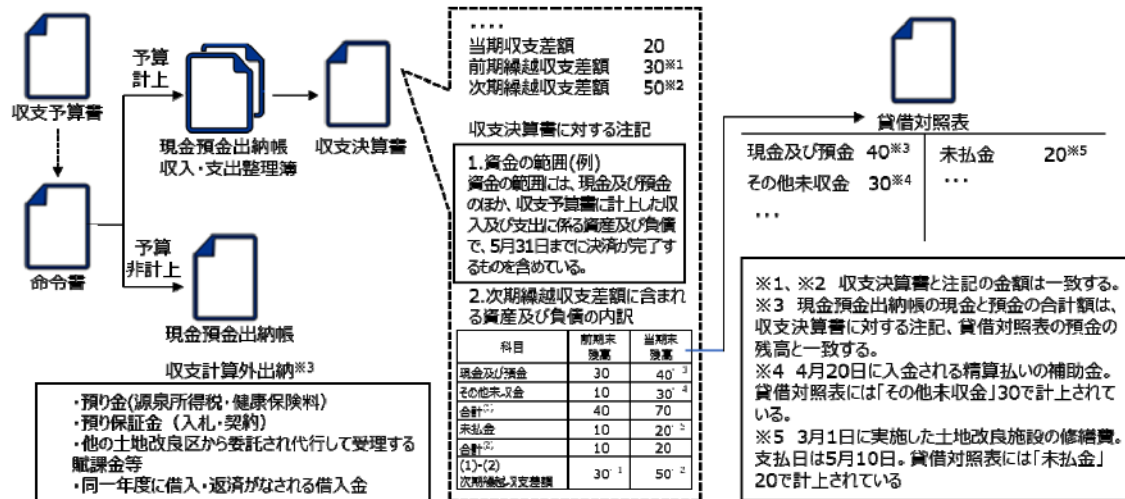 収支予算書
命令書
予算
計上
現金預金出納帳
収入・支出整理簿
収支決算書
予算
非計上
現金預金出納帳
収支計算外出納※3
・預り金(源泉所得税・健康保険料)
・預り保証金（入札・契約）
・他の土地改良区から委託され代行して受理する
賦課金等
・同一年度に借入・返済がなされる借入金
････
当期収支差額 20
前期繰越収支差額 30※1
次期繰越収支差額 50※2
収支決算書に対する注記
1.資金の範囲(例)
資金の範囲には、現金及び預金
のほか、収支予算書に計上した収
入及び支出に係る資産及び負債
で、5月31日までに決済が完了す
るものを含めている。
2.次期繰越収支差額に含まれ
る資産及び負債の内訳
科目 前期末残高 当期末残高
現金及び預金 30 40 3
その他未収金 10 30 4
合計(1) 40 70
未払金 10 20 5
合計(2) 10 20
(1)-(2)
次期繰越収支差額 30 1 50 2
貸借対照表
現金及び預金 40※3 未払金 20※5
その他未収金 30※4 ･･･
･･･
※1、※2 収支決算書と注記の金額は一致する。
※3 現金預金出納帳の現金と預金の合計額は、
収支決算書に対する注記、貸借対照表の預金の
残高と一致する。
※4 4月20日に入金される精算払いの補助金。
貸借対照表には「その他未収金」30で計上されて
いる。
※5 3月1日に実施した土地改良施設の修繕費。
支払日は5月10日。貸借対照表には「未払金」
20で計上されている